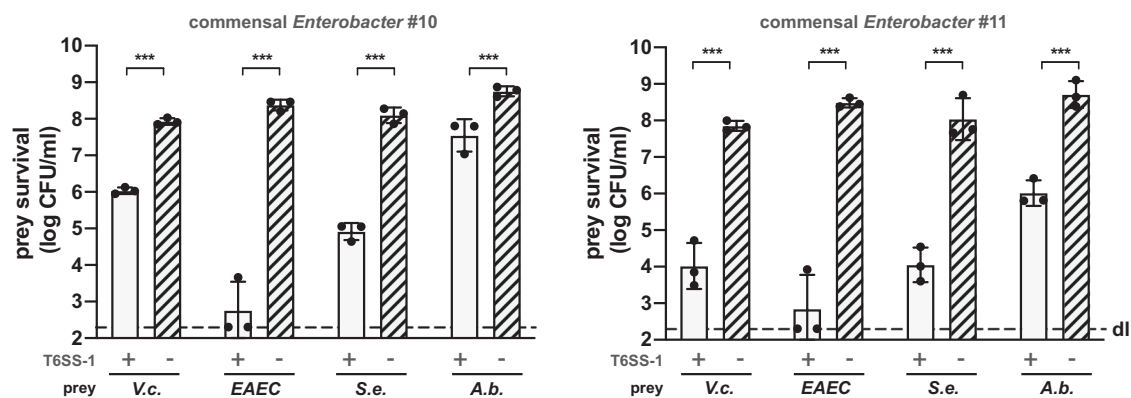 commensal Enterobacter #10
prey survival
(log CFU/ml)
10
9
8
7
6
5
4
3
2
*** *** *** ***
T6SS-1 + - + - + - + -
prey V.c. EAEC S.e. A.b.
commensal Enterobacter #11
prey survival
(log CFU/ml)
10
9
8
7
6
5
4
3
2
*** *** *** ***
dl
T6SS-1 + - + - + - + -
prey V.c. EAEC S.e. A.b.